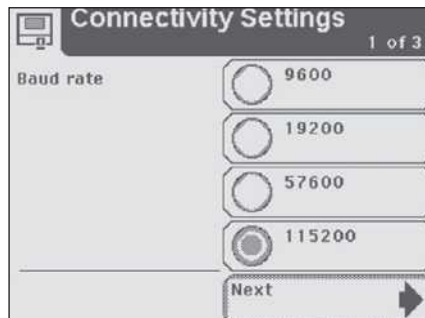 Connectivity Settings
1 of 3
Baud rate
9600
19200
57600
115200
Next